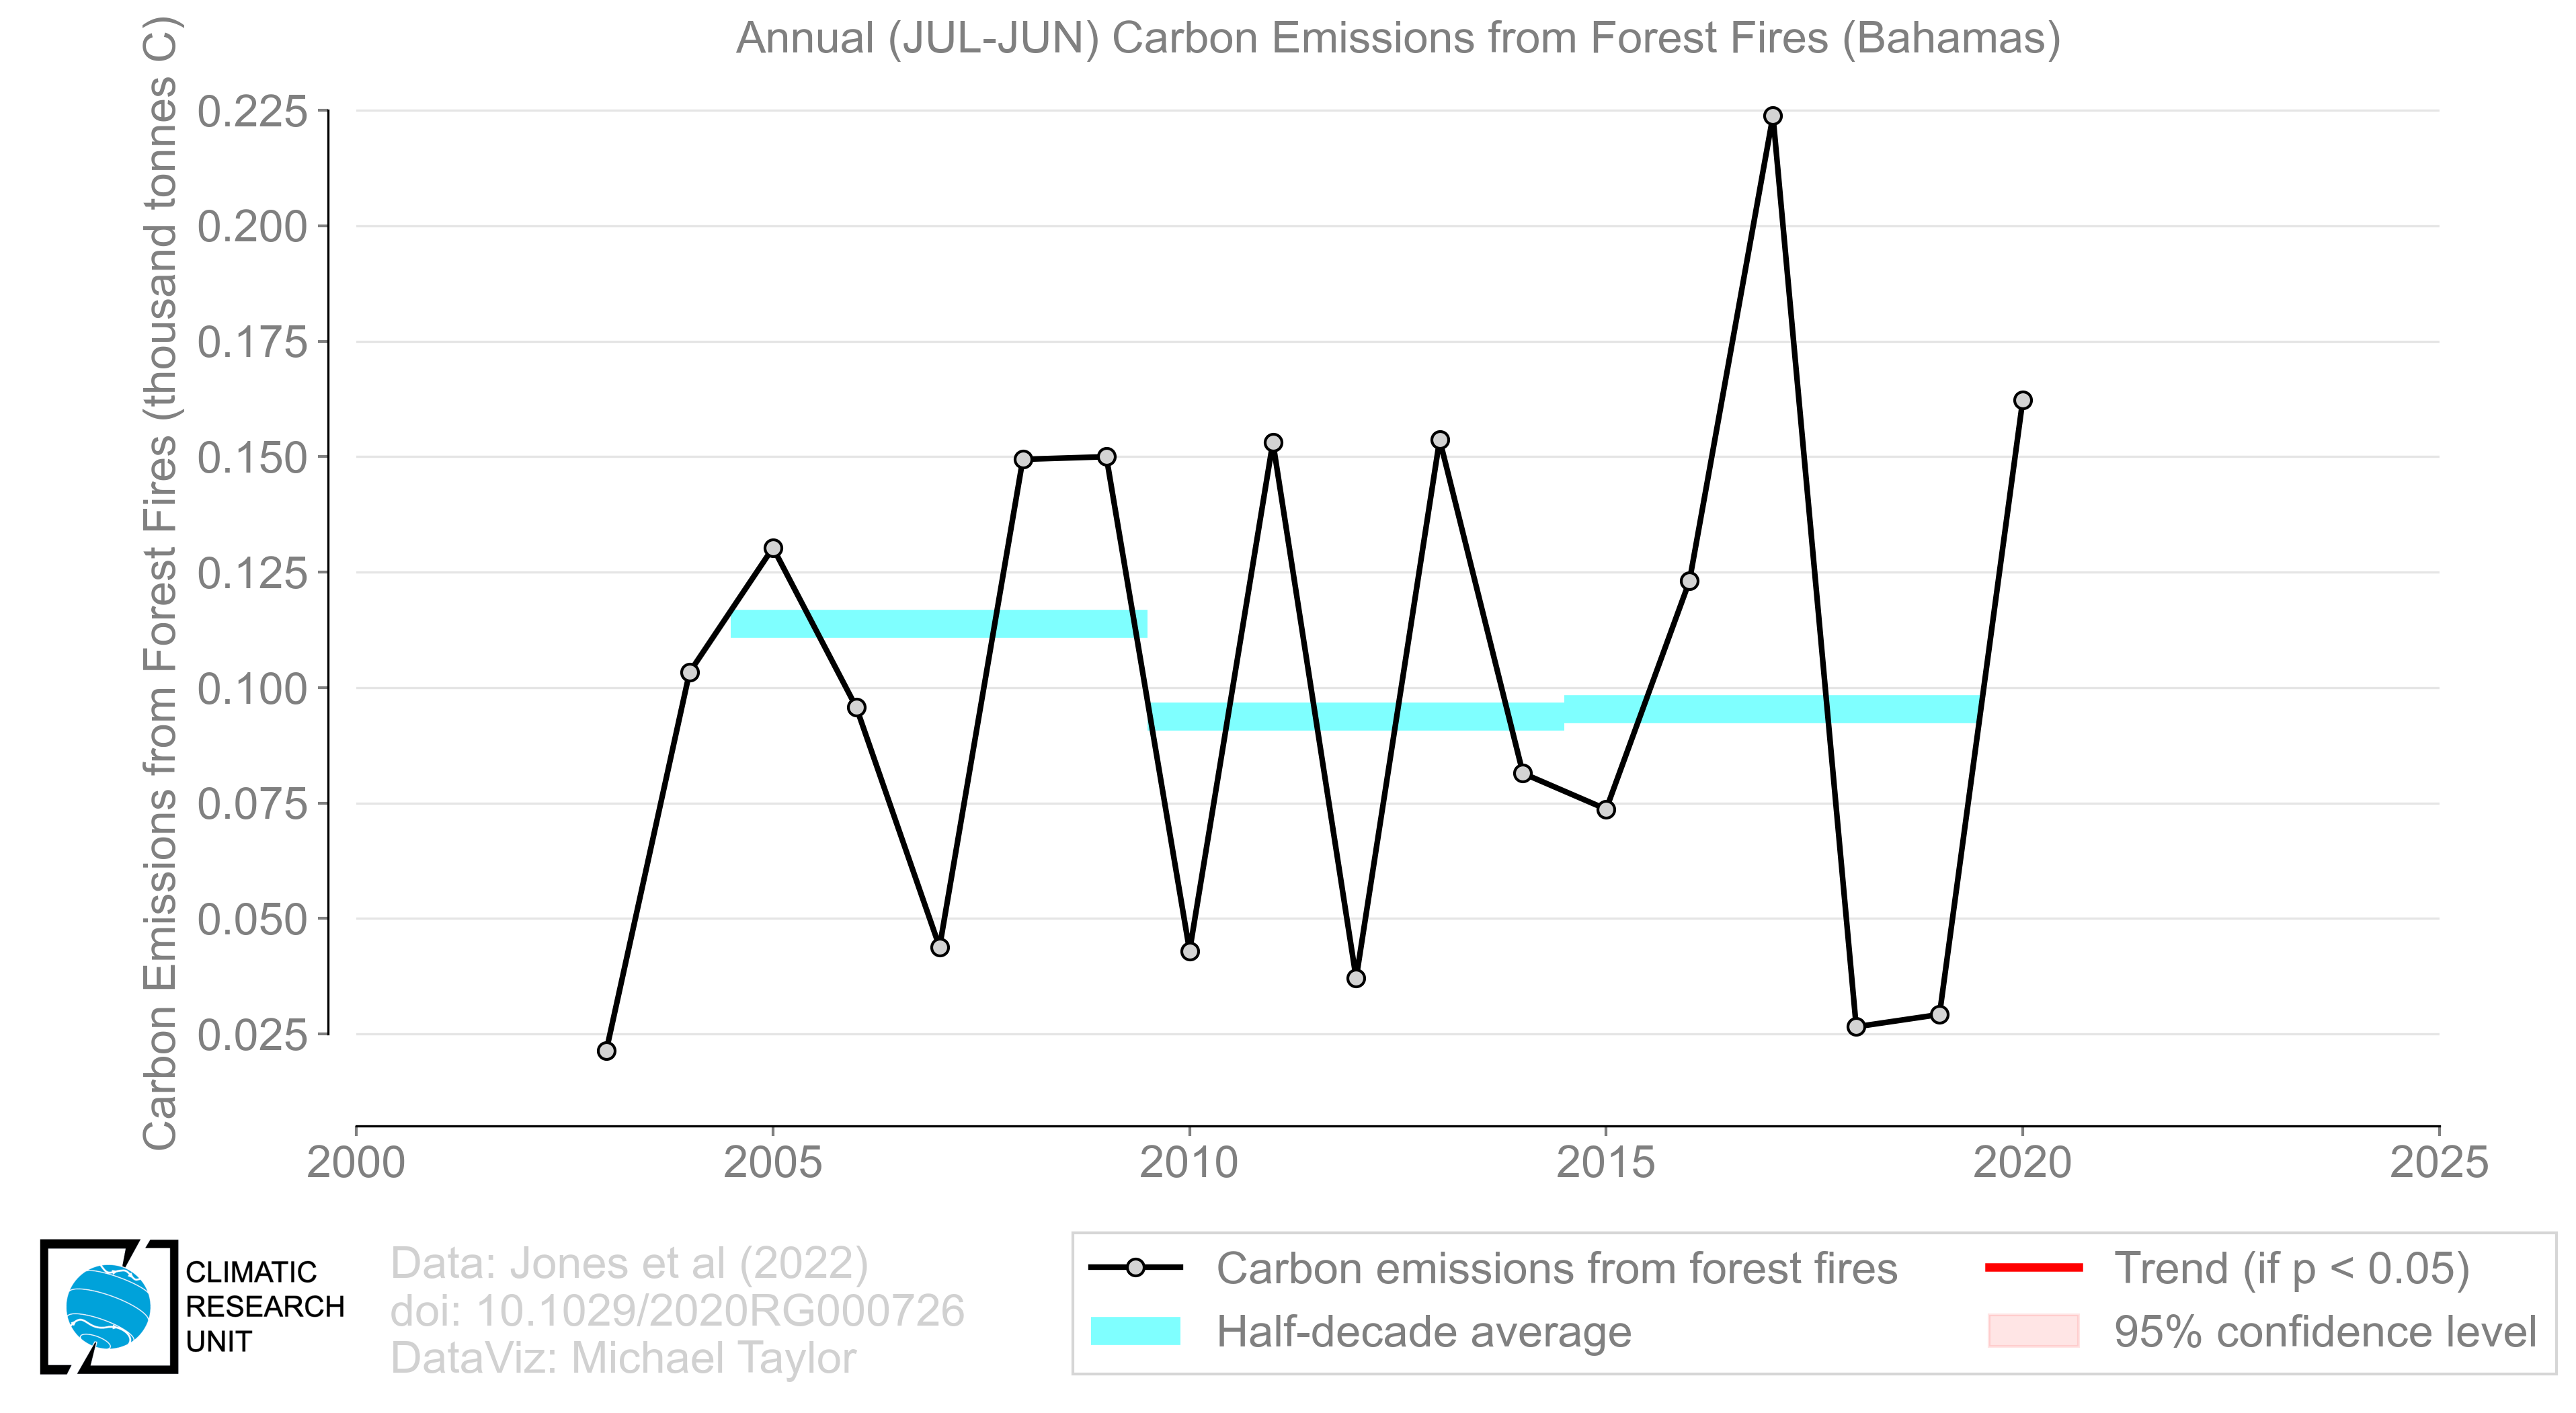 Annual (JUL-JUN) Carbon Emissions from Forest Fires (Bahamas)
Carbon Emissions from Forest Fires (thousand tonnes C)
0.225
0.200
0.175
0.150
0.125
0.100
0.075
0.050
0.025
2000 2005 2010 2015 2020 2025
CLIMATIC
RESEARCH
UNIT
Data: Jones et al (2022)
doi: 10.1029/2020RG000726
DataViz: Michael Taylor
Carbon emissions from forest fires
Half-decade average
Trend (if p < 0.05)
95% confidence level